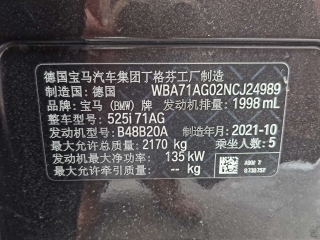 德国宝马汽车集团丁格芬工厂制造
制造国:德国 WBA71AG02NCJ24989
品牌:宝马(BMW)牌 发动机排量:1998 mL
整车型号:525i 71AG
发动机型号:B48B20A 制造年月:2021-10
最大允许总质量:2170 kg 乘坐人数:5
发动机最大净功率:135 kW
最大允许牵引质量:-- kg